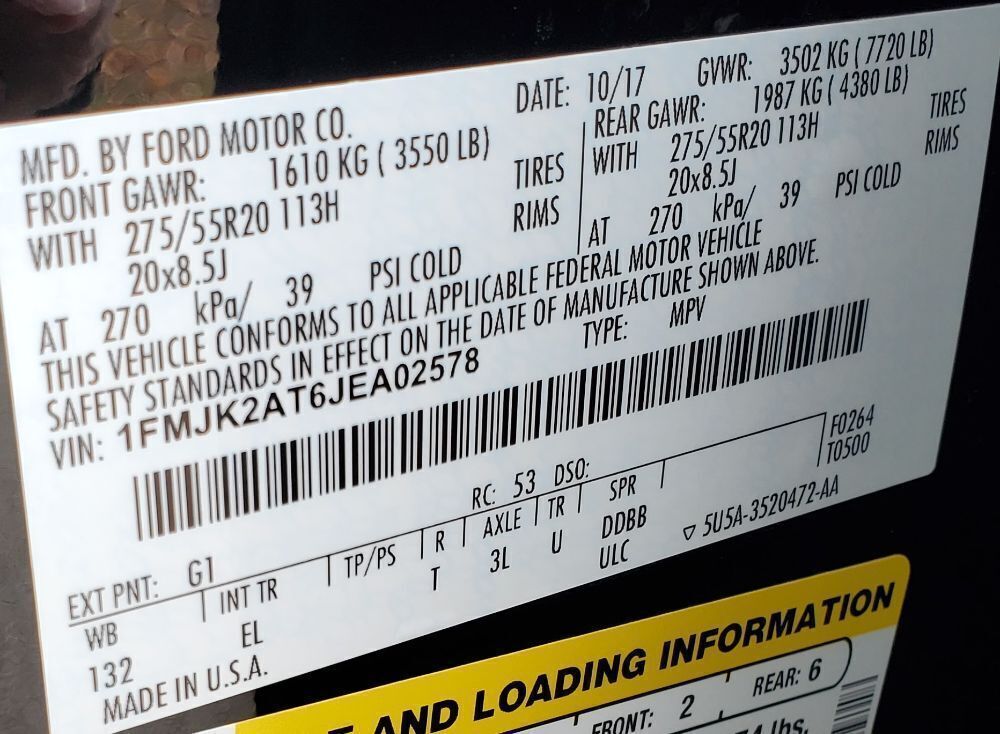 MFD. BY FORD MOTOR CO.
DATE: 10/17 GVWR: 3502 KG ( 7720 LB)
FRONT GAWR: 1610 KG ( 3550 LB)
REAR GAWR: 1987 KG ( 4380 LB)
WITH 275/55R20 113H TIRES
WITH 275/55R20 113H TIRES
20x8.5J RIMS
20x8.5J RIMS
AT 270 kPa/ 39 PSI COLD
AT 270 kPa/ 39 PSI COLD
THIS VEHICLE CONFORMS TO ALL APPLICABLE FEDERAL MOTOR VEHICLE
SAFETY STANDARDS IN EFFECT ON THE DATE OF MANUFACTURE SHOWN ABOVE.
VIN: 1FMJK2AT6JEA02578
TYPE: MPV
F0264
T0500
EXT PNT: G1 RC: 53 DSO:
WB INT TR TP/PS R AXLE TR SPR
132 EL T 3L U DDBB
ULC
MADE IN U.S.A.
▽ 5U5A-3520472-AA
AND LOADING INFORMATION
FRONT: 2 REAR: 6
lbs.